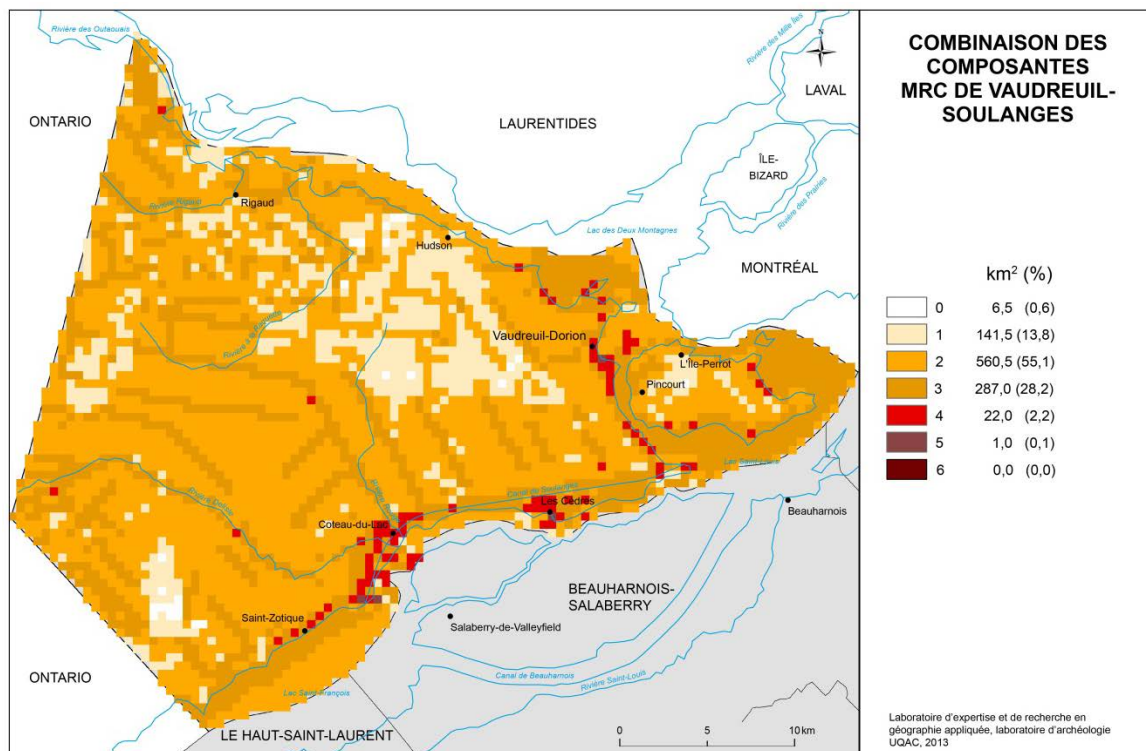 Rivière des Outaouais
Rivière des Mille Iles
N
LAVAL
ONTARIO
LAURENTIDES
ÎLE-
BIZARD
Rivière des Prairies
Rivière Rigaud
Rigaud
Lac des Deux Montagnes
Hudson
MONTRÉAL
Rivière à la Raquette
Vaudreuil-Dorion
L'Île-Perrot
Pincourt
Lac Saint-Louis
Canal de Soulanges
Les Cèdres
Beauharnois
Coteau-du-Lac
BEAUHARNOIS-
SALABERRY
Saint-Zotique
Salaberry-de-Valleyfield
ONTARIO
Canal de Beauharnois
Rivière Saint-Louis
Lac Saint-François
LE HAUT-SAINT-LAURENT
0 5 10 km
COMBINAISON DES
COMPOSANTES
MRC DE VAUDREUIL-
SOULANGES
km² (%)
0 6,5 (0,6)
1 141,5 (13,8)
2 560,5 (55,1)
3 287,0 (28,2)
4 22,0 (2,2)
5 1,0 (0,1)
6 0,0 (0,0)
Laboratoire d'expertise et de recherche en
géographie appliquée, laboratoire d'archéologie
UQAC, 2013